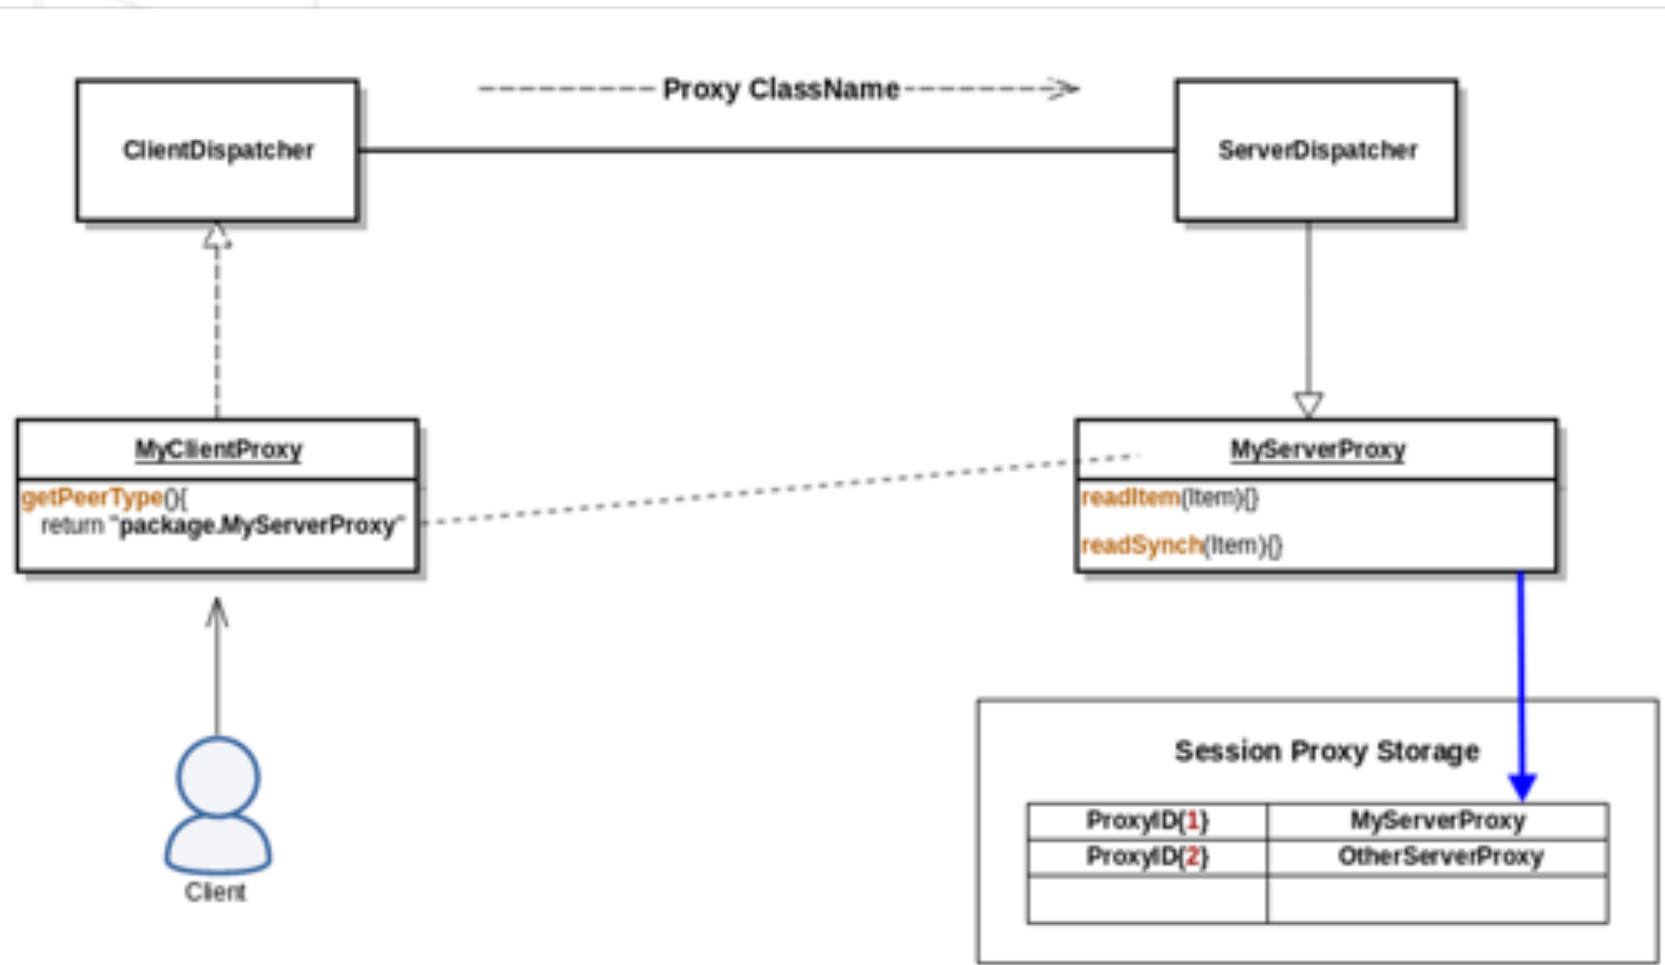 Proxy ClassName
ClientDispatcher
ServerDispatcher
MyClientProxy
getPeerType(){
return "package.MyServerProxy"
MyServerProxy
readItem(Item){}
readSynch(Item){}
Client
Session Proxy Storage
ProxyID{1} MyServerProxy
ProxyID{2} OtherServerProxy